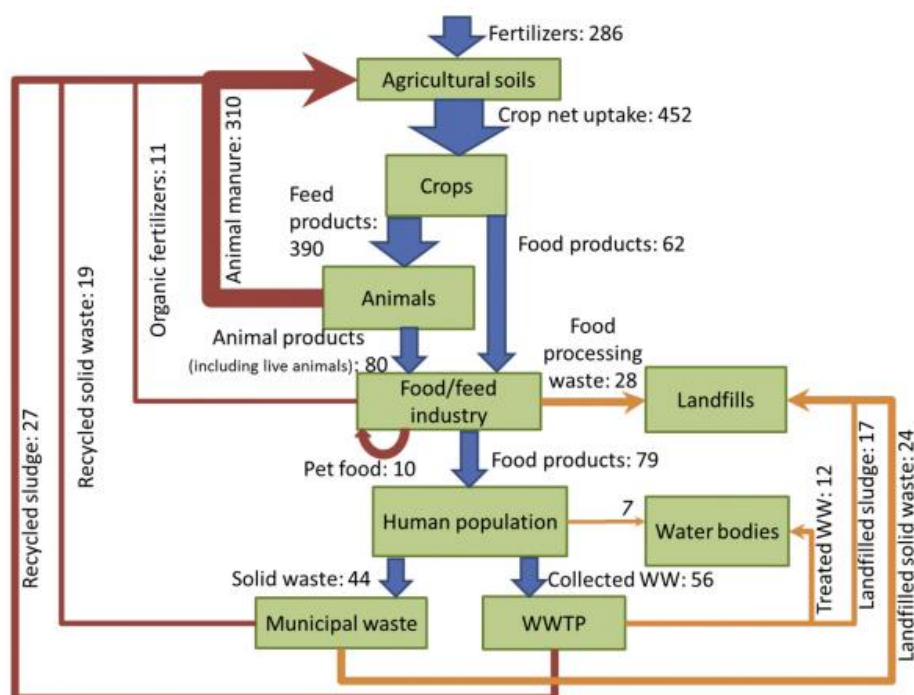 Fertilizers: 286
Agricultural soils
Crop net uptake: 452
Animal manure: 310
Organic fertilizers: 11
Recycled solid waste: 19
Recycled sludge: 27
Crops
Feed
products:
390
Food products: 62
Animals
Animal products
(including live animals): 80
Food
processing
waste: 28
Food/feed
industry
Landfills
Pet food: 10
Food products: 79
Human population
7
Water bodies
Treated WW: 12
Landfilled sludge: 17
Landfilled solid waste: 24
Solid waste: 44
Collected WW: 56
Municipal waste
WWTP